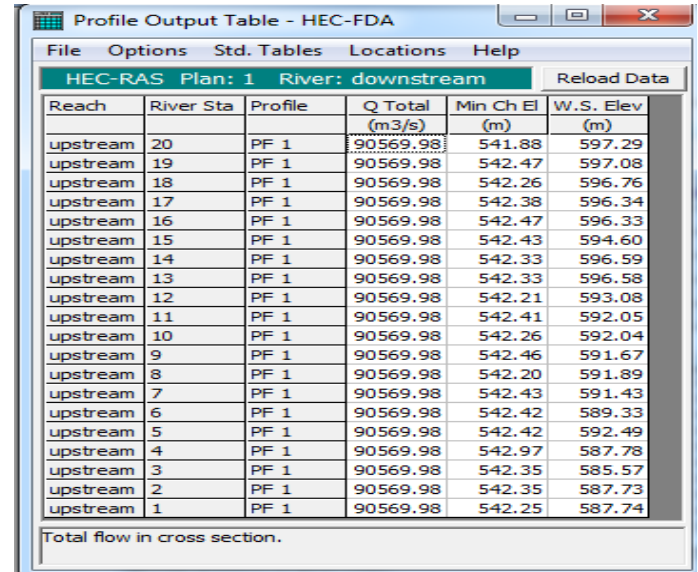 Profile Output Table - HEC-FDA
File Options Std. Tables Locations Help
HEC-RAS Plan: 1 River: downstream Reload Data
Reach River Sta Profile Q Total Min Ch El W.S. Elev
(m3/s) (m) (m)
upstream 20 PF 1 90569.98 541.88 597.29
upstream 19 PF 1 90569.98 542.47 597.08
upstream 18 PF 1 90569.98 542.26 596.76
upstream 17 PF 1 90569.98 542.38 596.34
upstream 16 PF 1 90569.98 542.47 596.33
upstream 15 PF 1 90569.98 542.43 594.60
upstream 14 PF 1 90569.98 542.33 596.59
upstream 13 PF 1 90569.98 542.33 596.58
upstream 12 PF 1 90569.98 542.21 593.08
upstream 11 PF 1 90569.98 542.41 592.05
upstream 10 PF 1 90569.98 542.26 592.04
upstream 9 PF 1 90569.98 542.46 591.67
upstream 8 PF 1 90569.98 542.20 591.89
upstream 7 PF 1 90569.98 542.43 591.43
upstream 6 PF 1 90569.98 542.42 589.33
upstream 5 PF 1 90569.98 542.42 592.49
upstream 4 PF 1 90569.98 542.97 587.78
upstream 3 PF 1 90569.98 542.35 585.57
upstream 2 PF 1 90569.98 542.35 587.73
upstream 1 PF 1 90569.98 542.25 587.74
Total flow in cross section.